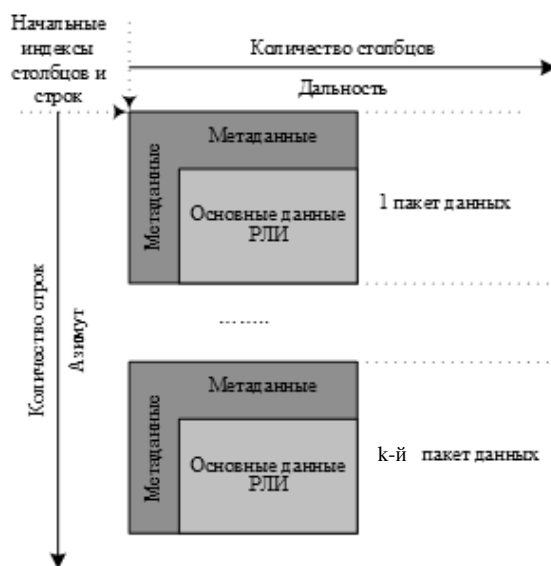 Начальные
индексы
столбцов и
строк
Количество столбцов
Дальность
Метаданные
Метаданные
Основные данные
РЛИ
1 пакет данных
Количество строк
Азимут
........
Метаданные
Метаданные
Основные данные
РЛИ
k-й пакет данных